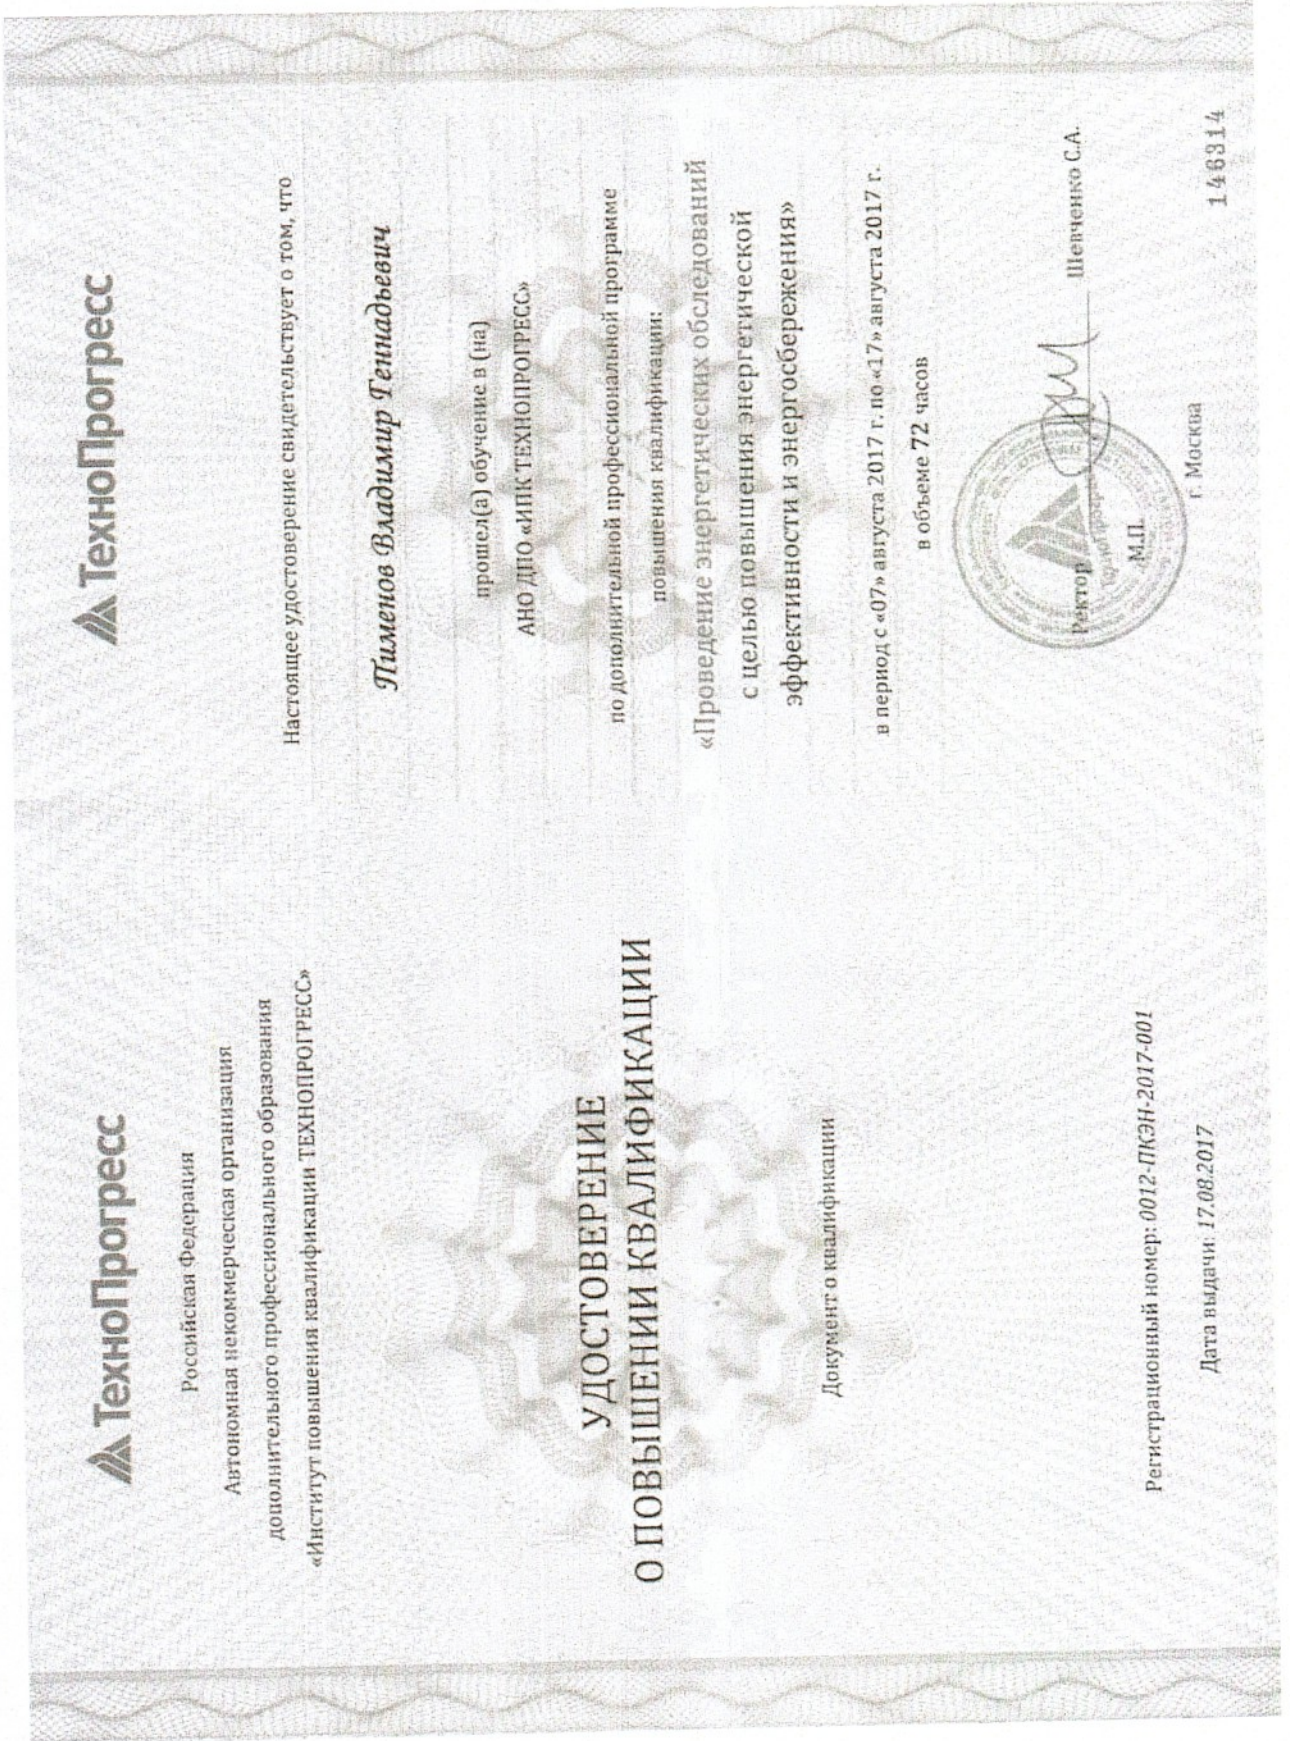 ТехноПрогресс
Российская Федерация
Автономная некоммерческая организация
дополнительного профессионального образования
«Институт повышения квалификации ТЕХНОПРОГРЕСС»
УДОСТОВЕРЕНИЕ
О ПОВЫШЕНИИ КВАЛИФИКАЦИИ
Документ о квалификации
Регистрационный номер: 0012-ПКЭН-2017-001
Дата выдачи: 17.08.2017
ТехноПрогресс
Настоящее удостоверение свидетельствует о том, что
Пименов Владимир Геннадьевич
прошел(а) обучение в (на)
АНО ДПО «ИПК ТЕХНОПРОГРЕСС»
по дополнительной профессиональной программе
повышения квалификации:
«Проведение энергетических обследований
с целью повышения энергетической
эффективности и энергосбережения»
в период с «07» августа 2017 г. по «17» августа 2017 г.
в объеме 72 часов
Ректор Шевченко С.А.
М.П.
г. Москва
146314